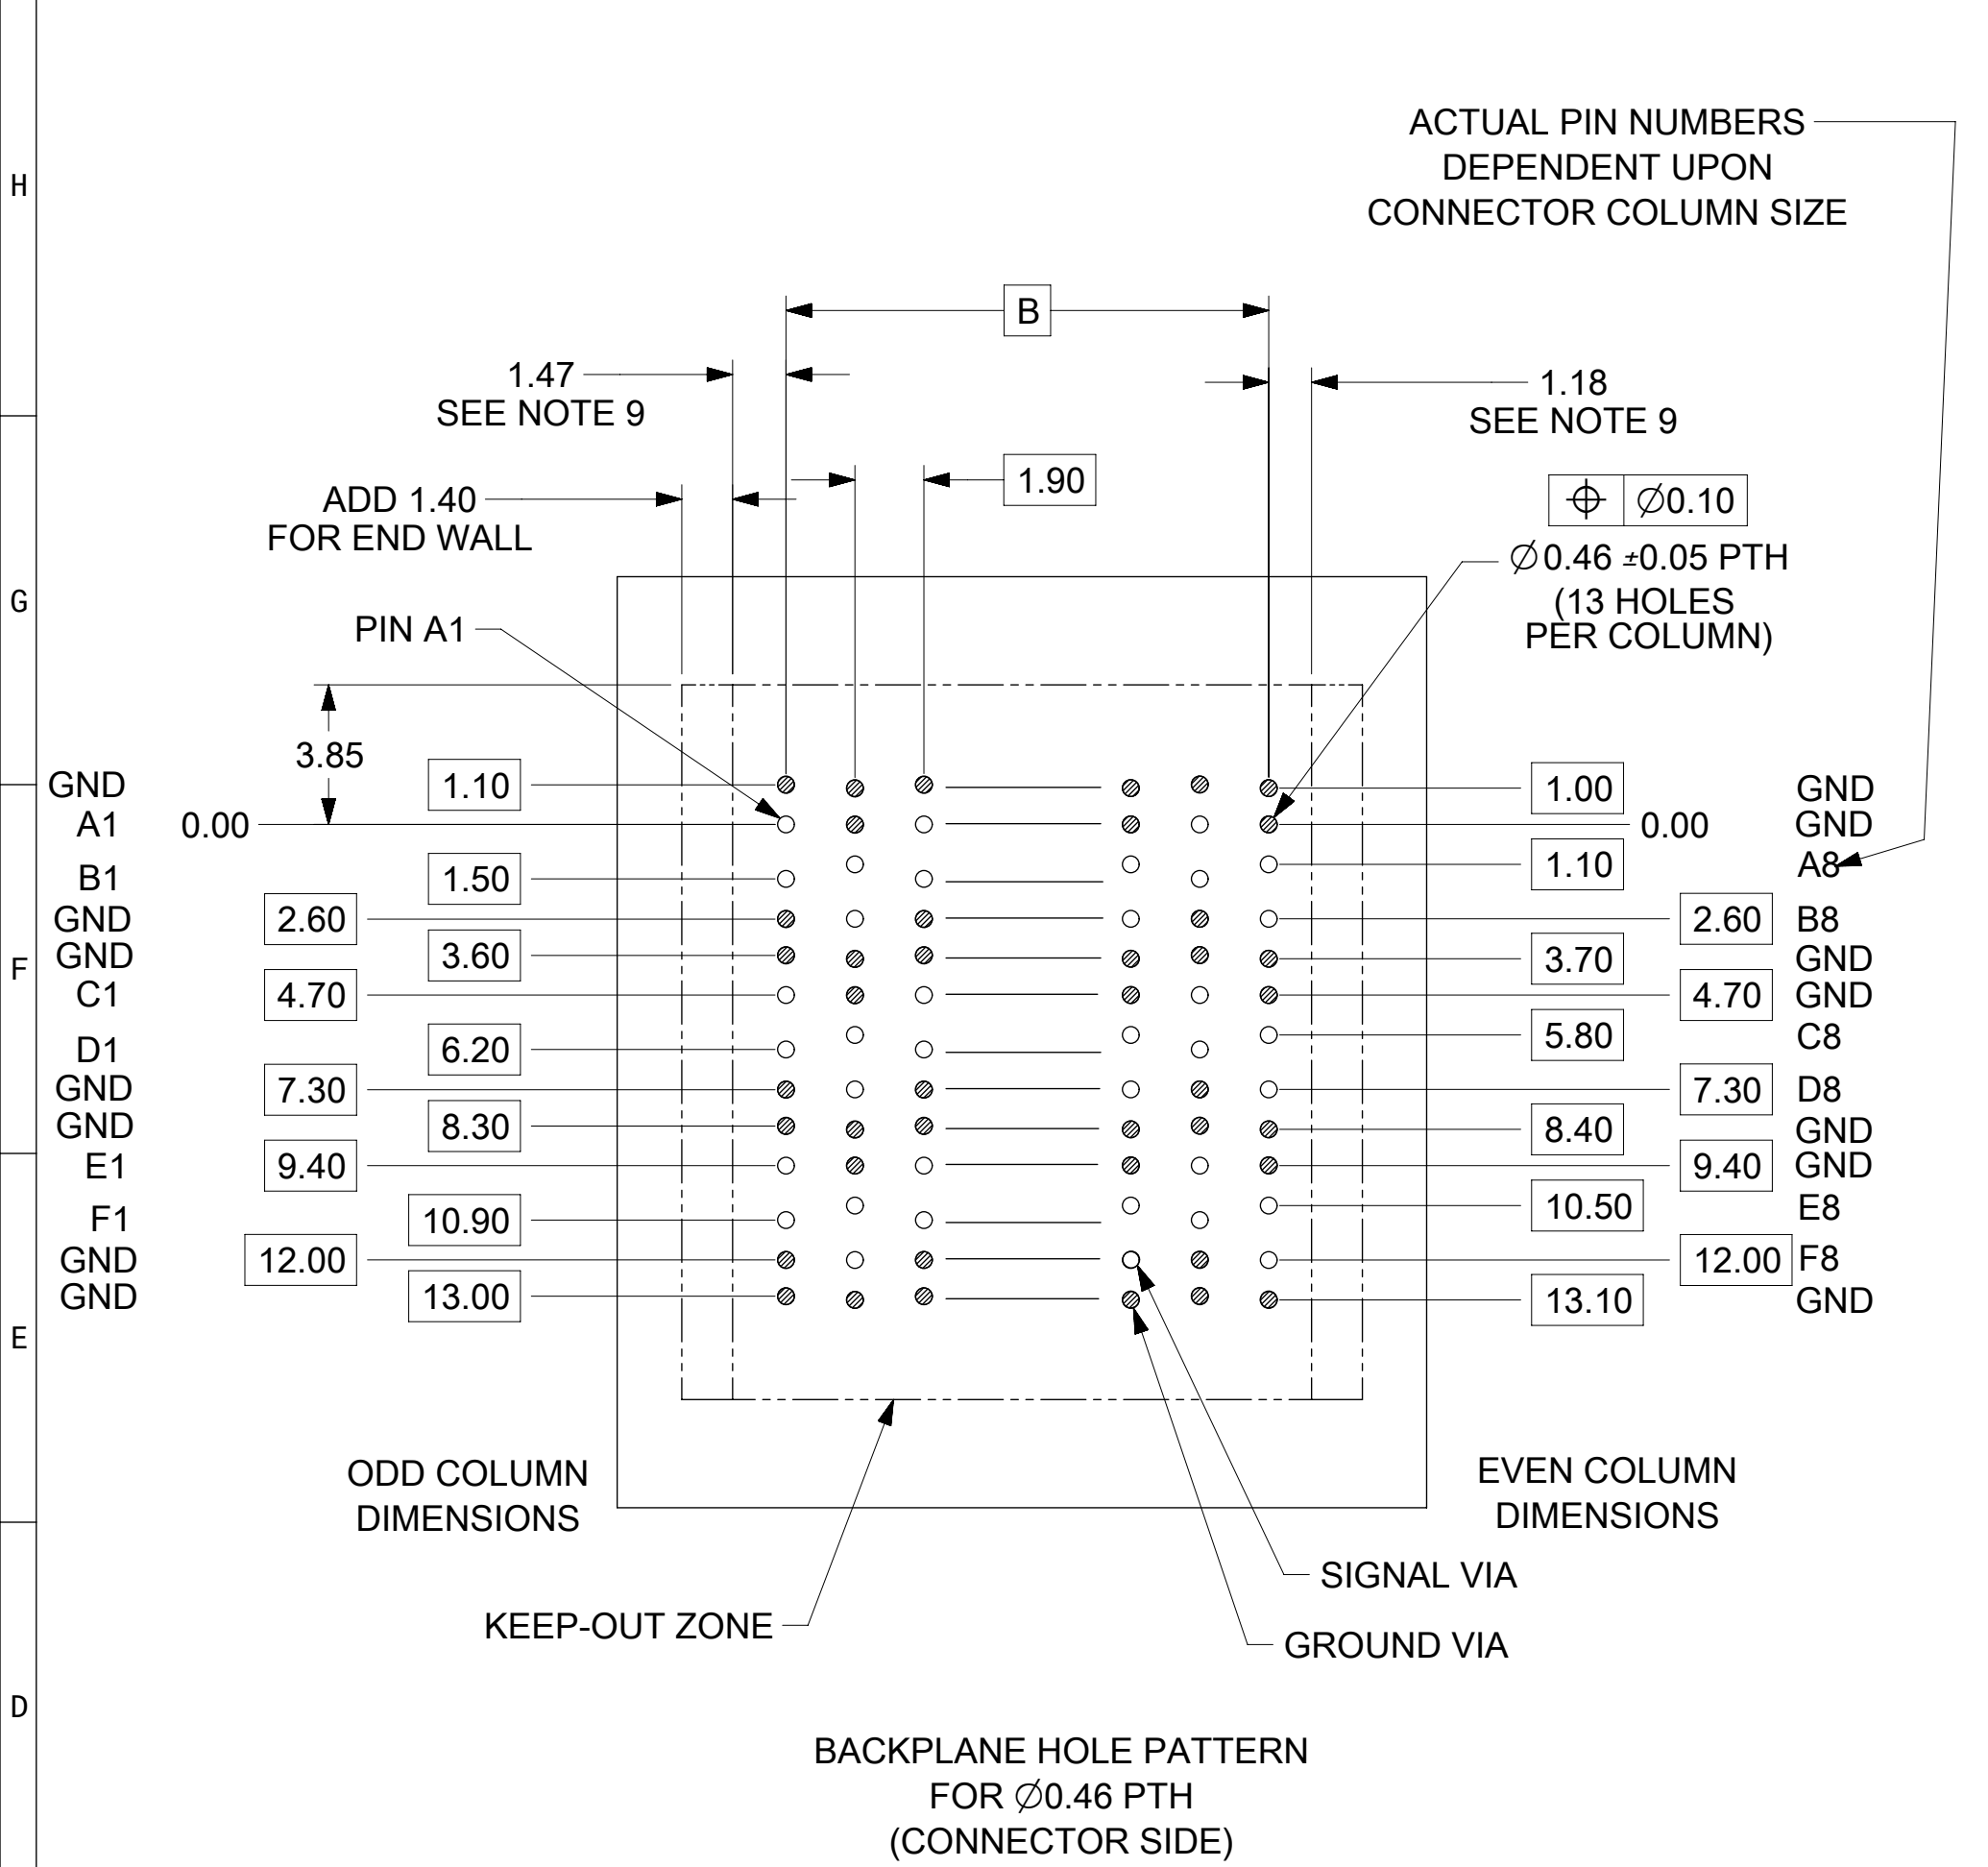 H
ACTUAL PIN NUMBERS
DEPENDENT UPON
CONNECTOR COLUMN SIZE
B
1.47
SEE NOTE 9
1.18
SEE NOTE 9
1.90
ADD 1.40
FOR END WALL
⌖ ∅0.10
∅0.46 ±0.05 PTH
(13 HOLES
PER COLUMN)
G
PIN A1
3.85
GND 1.10 1.00 GND
A1 0.00 0.00 GND
1.10 A8
B1 1.50
GND 2.60 2.60 B8
GND 3.60 3.70 GND
F
C1 4.70 4.70 GND
5.80 C8
D1 6.20
GND 7.30 7.30 D8
GND 8.30 8.40 GND
E1 9.40 9.40 GND
10.50 E8
F1 10.90
GND 12.00 12.00 F8
GND 13.00 13.10 GND
E
ODD COLUMN
DIMENSIONS
EVEN COLUMN
DIMENSIONS
SIGNAL VIA
KEEP-OUT ZONE
GROUND VIA
D
BACKPLANE HOLE PATTERN
FOR ∅0.46 PTH
(CONNECTOR SIDE)